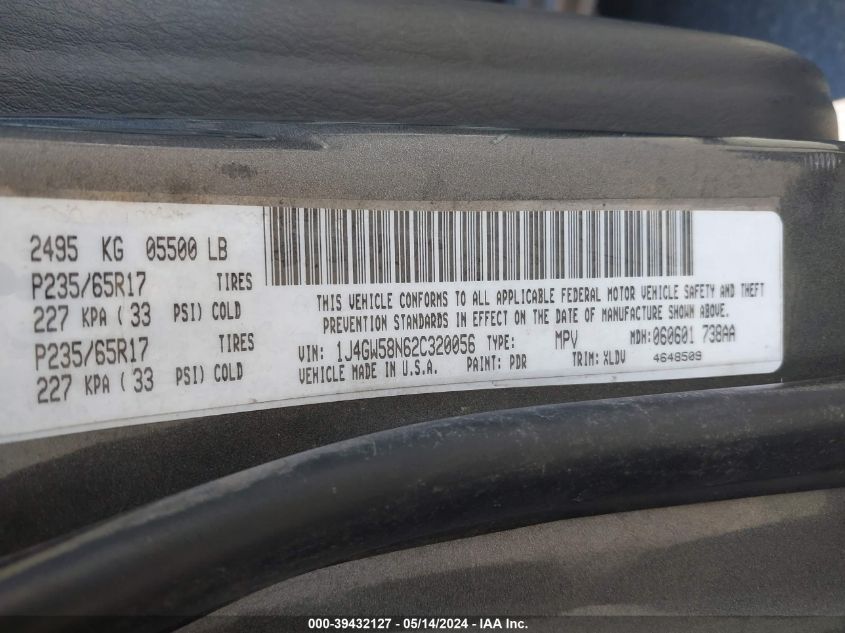 2495 KG 05500 LB
P235/65R17 TIRES
227 KPA ( 33 PSI) COLD
P235/65R17 TIRES
227 KPA ( 33 PSI) COLD
THIS VEHICLE CONFORMS TO ALL APPLICABLE FEDERAL MOTOR VEHICLE SAFETY AND THEFT
PREVENTION STANDARDS IN EFFECT ON THE DATE OF MANUFACTURE SHOWN ABOVE.
VIN: 1J4GW58N62C320056 TYPE: MPV MDH: 060601 738AA
VEHICLE MADE IN U.S.A. PAINT: PDR TRIM: XLDV 4648509
000-39432127 - 05/14/2024 - IAA Inc.